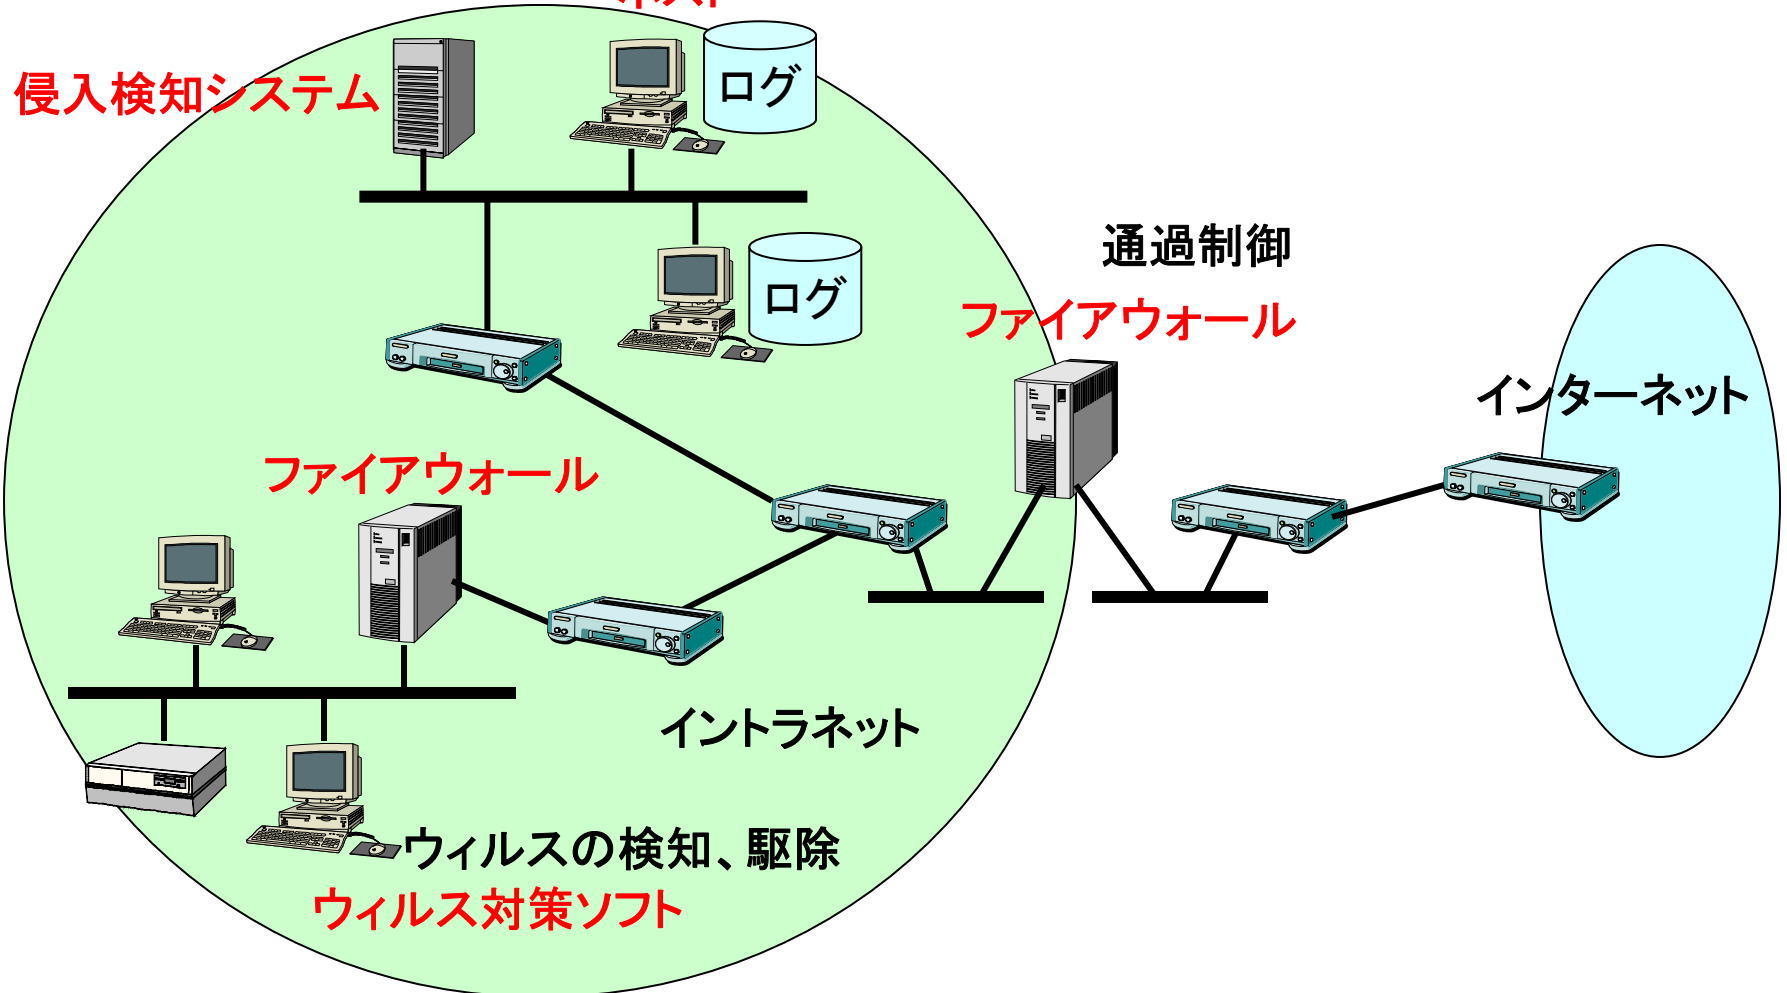 侵入検知システム
ログ
ログ
通過制御
ファイアウォール
インターネット
ファイアウォール
イントラネット
ウィルスの検知、駆除
ウィルス対策ソフト